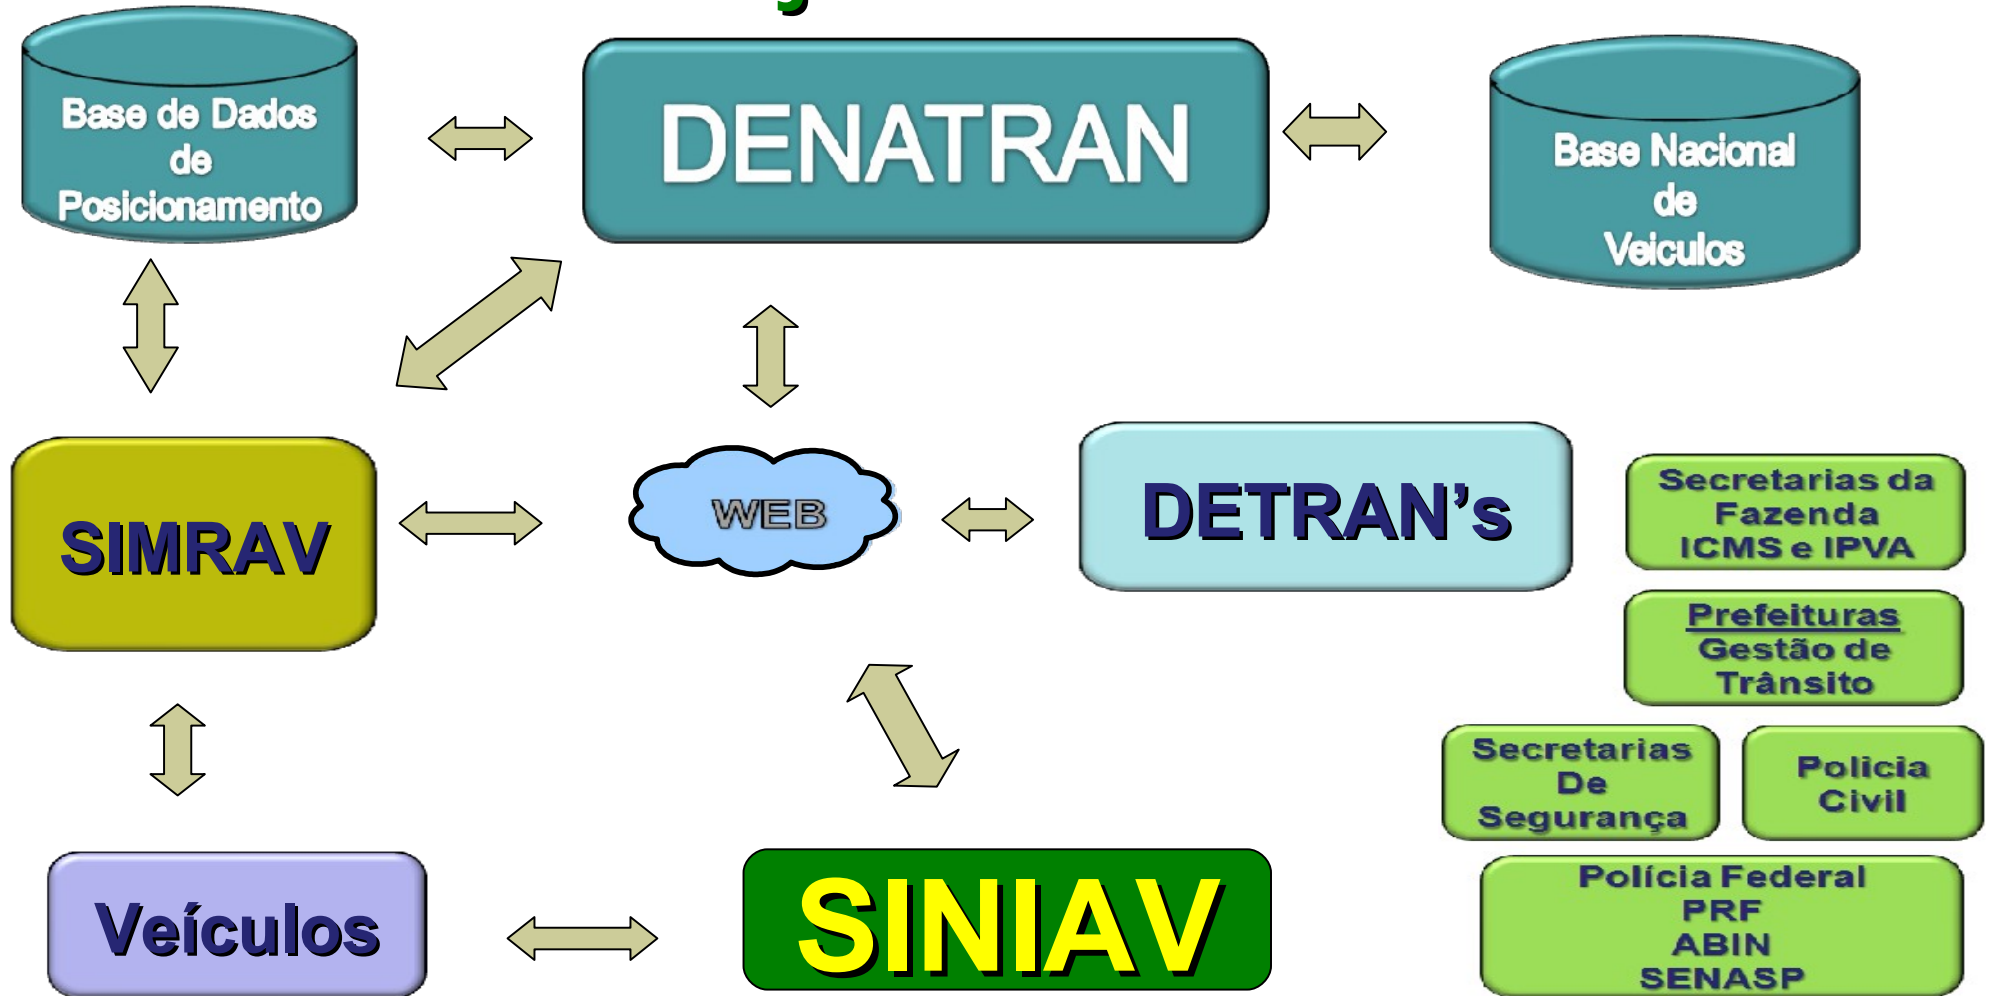 Base de Dados
de
Posicionamento
DENATRAN
Base Nacional
de
Veiculos
SIMRAV
WEB
DETRAN's
Secretarias da
Fazenda
ICMS e IPVA
Prefeituras
Gestão de
Trânsito
Secretarias
De
Segurança
Policia
Civil
Veículos
SINIAV
Polícia Federal
PRF
ABIN
SENASP